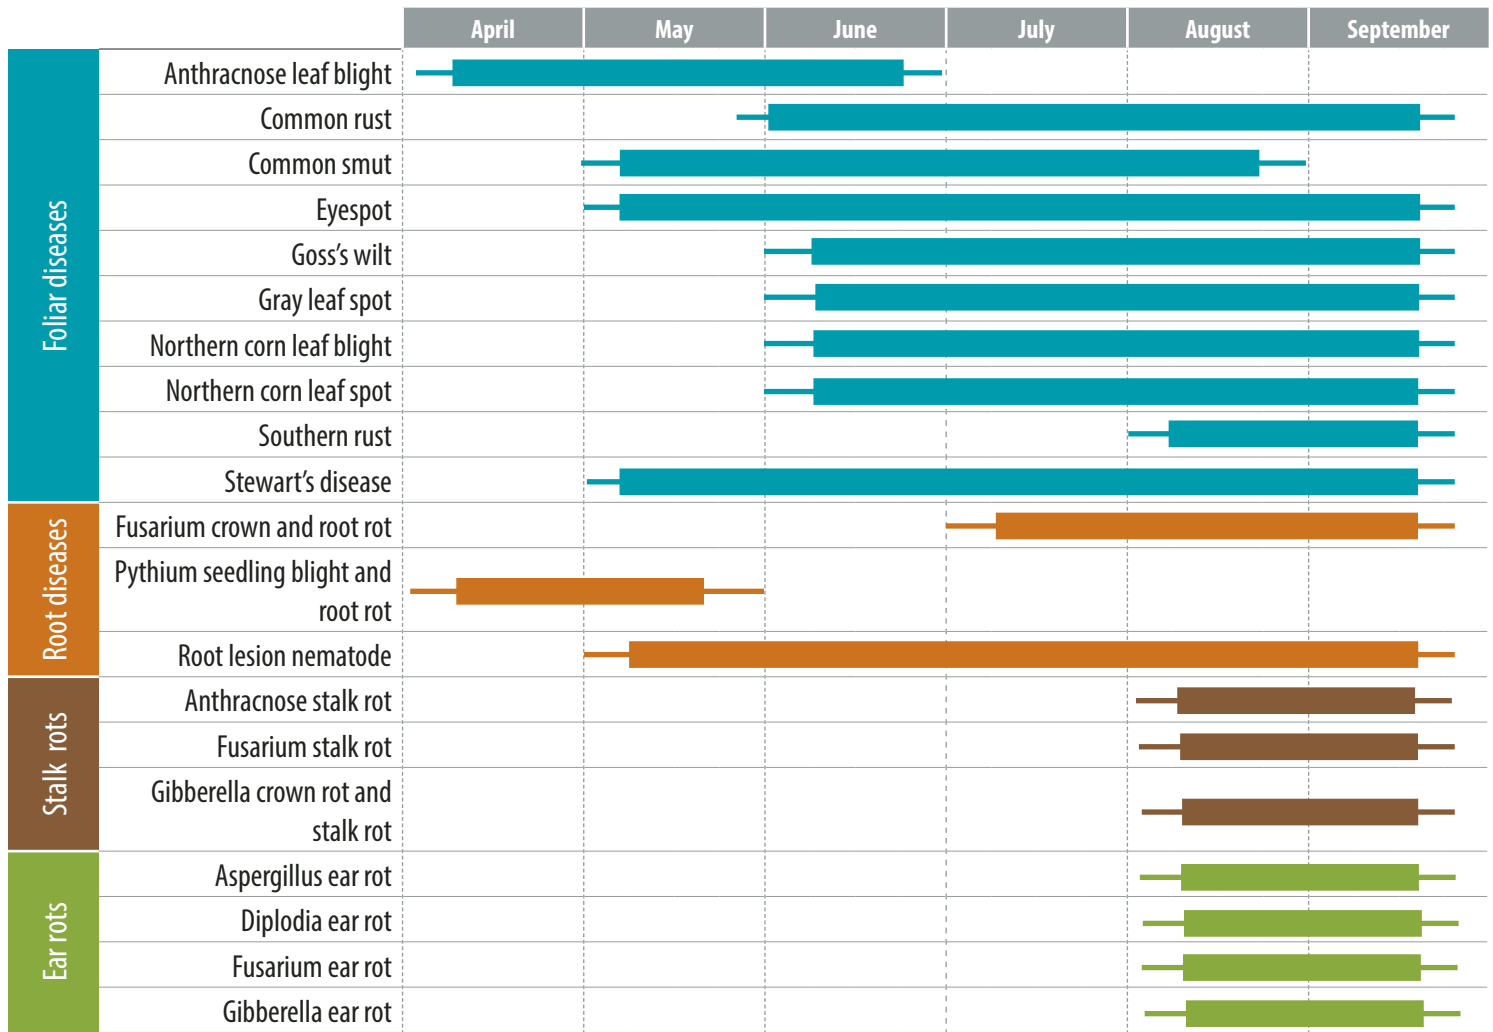 April May June July August September
Foliar diseases
Anthracnose leaf blight
Common rust
Common smut
Eyespot
Goss’s wilt
Gray leaf spot
Northern corn leaf blight
Northern corn leaf spot
Southern rust
Stewart’s disease
Root diseases
Fusarium crown and root rot
Pythium seedling blight and
root rot
Root lesion nematode
Stalk rots
Anthracnose stalk rot
Fusarium stalk rot
Gibberella crown rot and
stalk rot
Ear rots
Aspergillus ear rot
Diplodia ear rot
Fusarium ear rot
Gibberella ear rot